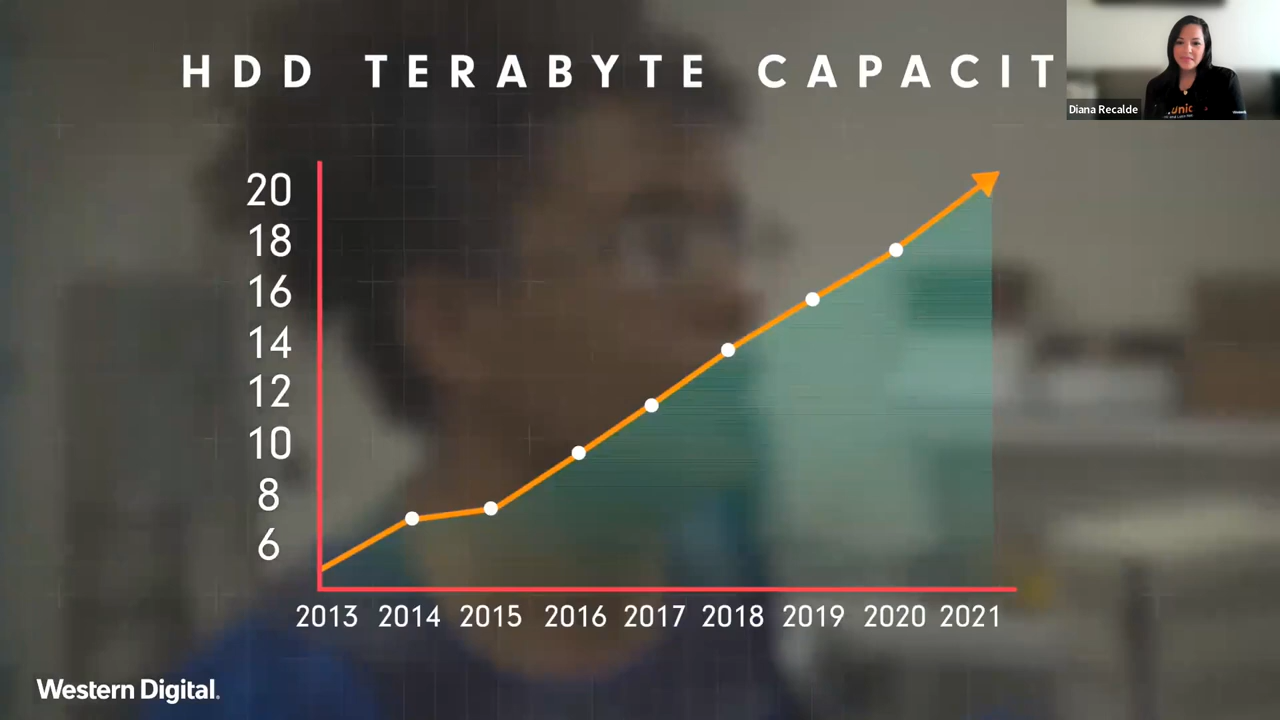 HDD TERABYTE CAPACIT
Diana Recalde
20
18
16
14
12
10
8
6
2013 2014 2015 2016 2017 2018 2019 2020 2021
Western Digital.